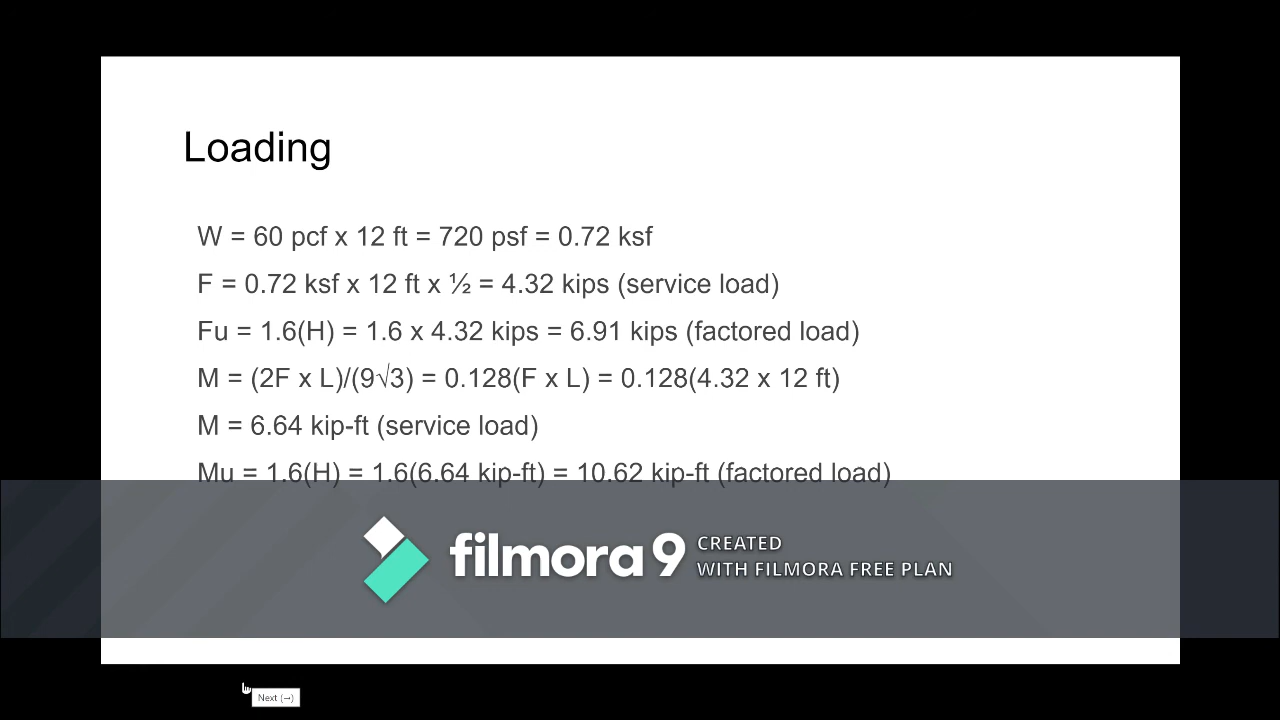 Loading
W = 60 pcf x 12 ft = 720 psf = 0.72 ksf
F = 0.72 ksf x 12 ft x ½ = 4.32 kips (service load)
Fu = 1.6(H) = 1.6 x 4.32 kips = 6.91 kips (factored load)
M = (2F x L)/(9√3) = 0.128(F x L) = 0.128(4.32 x 12 ft)
M = 6.64 kip-ft (service load)
Mu = 1.6(H) = 1.6(6.64 kip-ft) = 10.62 kip-ft (factored load)
filmora 9
CREATED
WITH FILMORA FREE PLAN
Next (→)